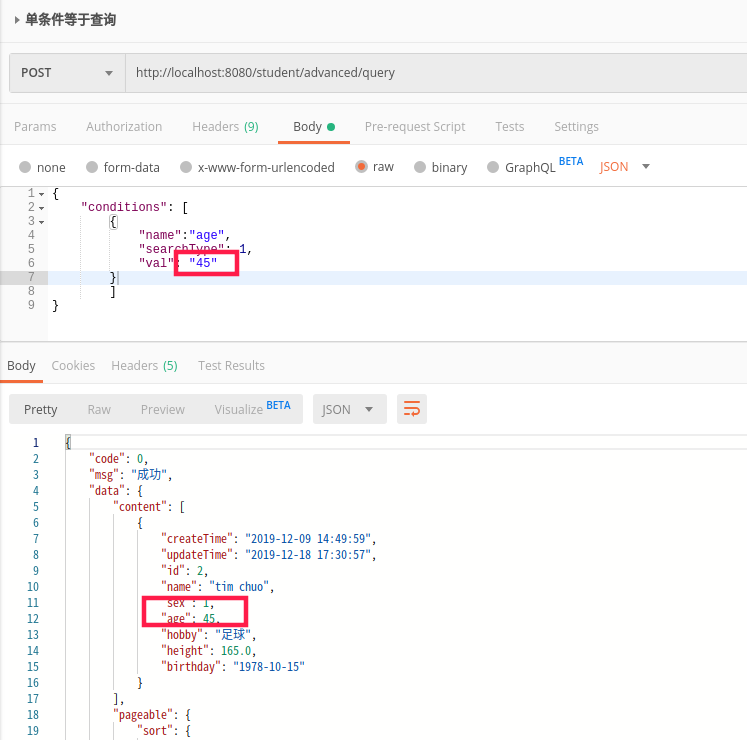 单条件等于查询
POST http://localhost:8080/student/advanced/query
Params Authorization Headers (9) Body Pre-request Script Tests Settings
none form-data x-www-form-urlencoded raw binary GraphQL BETA JSON
1 {
2 "conditions": [
3 {
4 "name":"age",
5 "searchType": 1,
6 "val": "45"
7 }
8 ]
9 }
Body Cookies Headers (5) Test Results
Pretty Raw Preview Visualize BETA JSON
1 {
2 "code": 0,
3 "msg": "成功",
4 "data": {
5 "content": [
6 {
7 "createTime": "2019-12-09 14:49:59",
8 "updateTime": "2019-12-18 17:30:57",
9 "id": 2,
10 "name": "tim chuo",
11 "sex": 1,
12 "age": 45,
13 "hobby": "足球",
14 "height": 165.0,
15 "birthday": "1978-10-15"
16 }
17 ],
18 "pageable": {
19 "sort": {